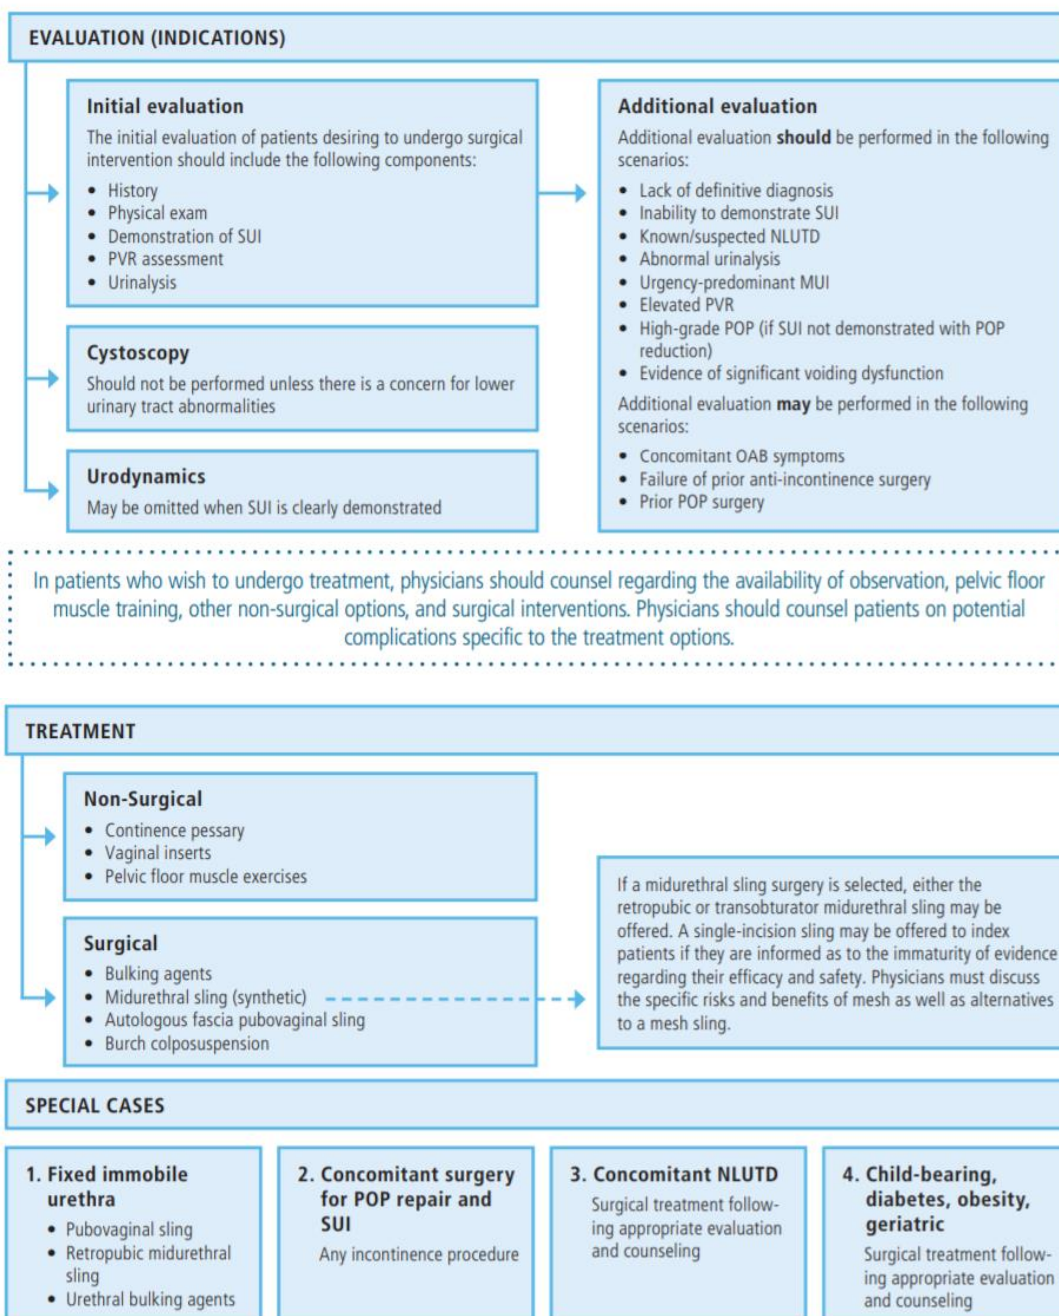 EVALUATION (INDICATIONS)
Initial evaluation
The initial evaluation of patients desiring to undergo surgical
intervention should include the following components:
• History
• Physical exam
• Demonstration of SUI
• PVR assessment
• Urinalysis
Cystoscopy
Should not be performed unless there is a concern for lower
urinary tract abnormalities
Urodynamics
May be omitted when SUI is clearly demonstrated
Additional evaluation
Additional evaluation should be performed in the following
scenarios:
• Lack of definitive diagnosis
• Inability to demonstrate SUI
• Known/suspected NLUTD
• Abnormal urinalysis
• Urgency-predominant MUI
• Elevated PVR
• High-grade POP (if SUI not demonstrated with POP
reduction)
• Evidence of significant voiding dysfunction
Additional evaluation may be performed in the following
scenarios:
• Concomitant OAB symptoms
• Failure of prior anti-incontinence surgery
• Prior POP surgery
In patients who wish to undergo treatment, physicians should counsel regarding the availability of observation, pelvic floor
muscle training, other non-surgical options, and surgical interventions. Physicians should counsel patients on potential
complications specific to the treatment options.
TREATMENT
Non-Surgical
• Continence pessary
• Vaginal inserts
• Pelvic floor muscle exercises
Surgical
• Bulking agents
• Midurethral sling (synthetic)
• Autologous fascia pubovaginal sling
• Burch colposuspension
If a midurethral sling surgery is selected, either the
retropubic or transobturator midurethral sling may be
offered. A single-incision sling may be offered to index
patients if they are informed as to the immaturity of evidence
regarding their efficacy and safety. Physicians must discuss
the specific risks and benefits of mesh as well as alternatives
to a mesh sling.
SPECIAL CASES
1. Fixed immobile
urethra
• Pubovaginal sling
• Retropubic midurethral
sling
• Urethral bulking agents
2. Concomitant surgery
for POP repair and
SUI
Any incontinence procedure
3. Concomitant NLUTD
Surgical treatment follow-
ing appropriate evaluation
and counseling
4. Child-bearing,
diabetes, obesity,
geriatric
Surgical treatment follow-
ing appropriate evaluation
and counseling